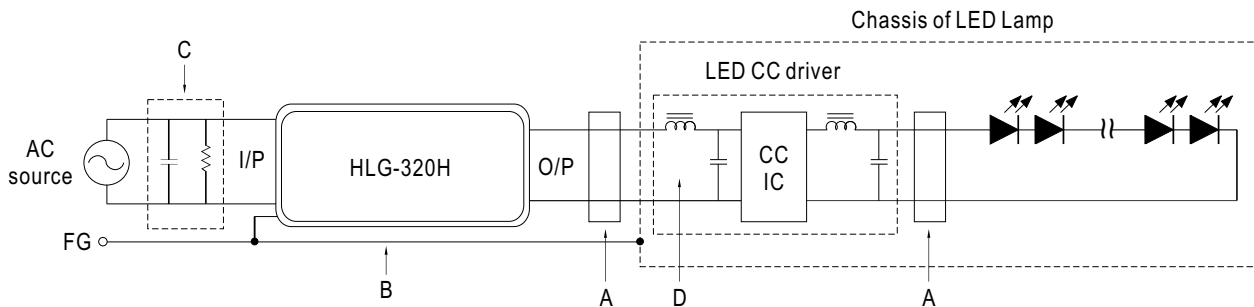 Chassis of LED Lamp
C
LED CC driver
AC
source
I/P
HLG-320H
O/P
CC
IC
FG
B
A
D
A